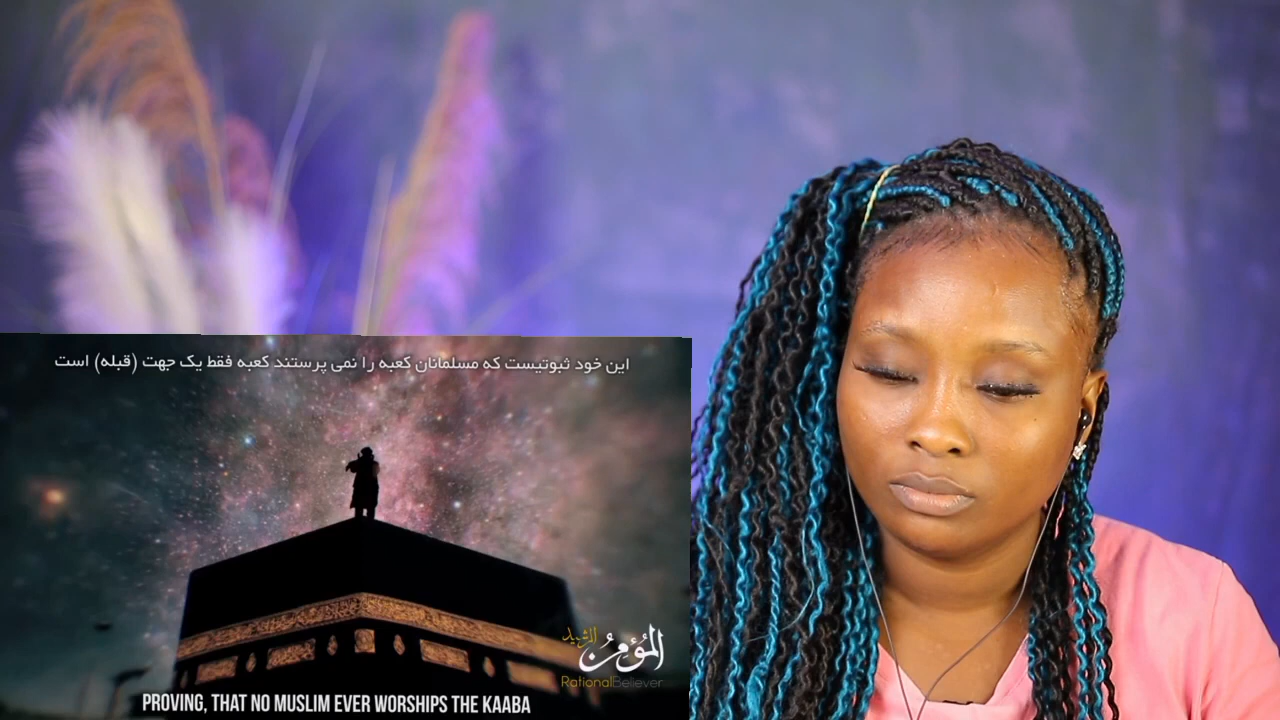 این خود ثبوتیست که مسلمانان کعبه را نمی پرستند کعبه فقط یک جهت (قبله) است
المؤمن الرشيد
RationalBeliever
PROVING, THAT NO MUSLIM EVER WORSHIPS THE KAABA